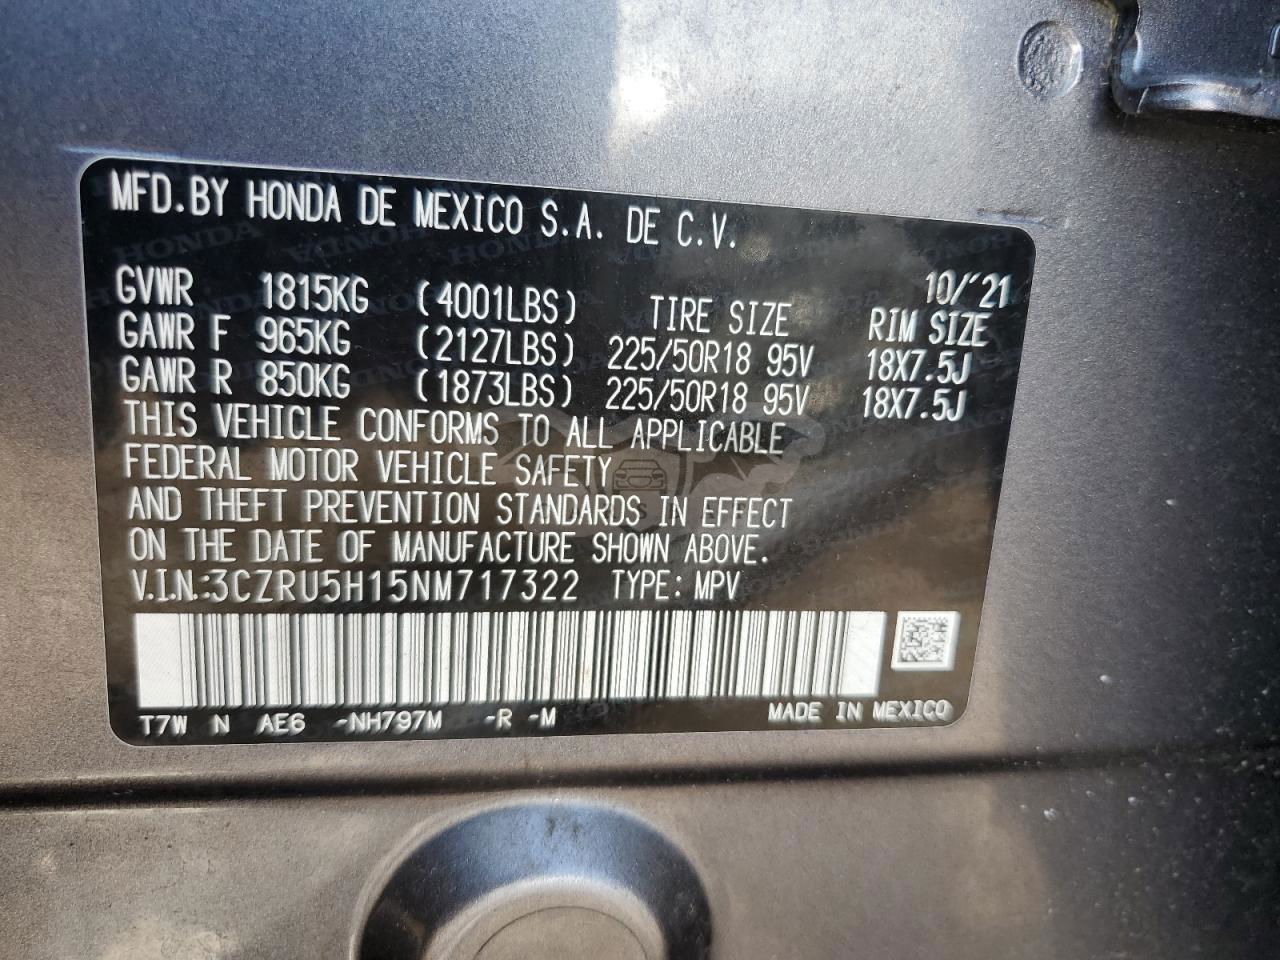 MFD.BY HONDA DE MEXICO S.A. DE C.V.
10/'21
GVWR 1815KG (4001LBS) TIRE SIZE RIM SIZE
GAWR F 965KG (2127LBS) 225/50R18 95V 18X7.5J
GAWR R 850KG (1873LBS) 225/50R18 95V 18X7.5J
THIS VEHICLE CONFORMS TO ALL APPLICABLE
FEDERAL MOTOR VEHICLE SAFETY
AND THEFT PREVENTION STANDARDS IN EFFECT
ON THE DATE OF MANUFACTURE SHOWN ABOVE.
V.I.N.:3CZRU5H15NM717322 TYPE: MPV
T7W N AE6 -NH797M -R -M MADE IN MEXICO